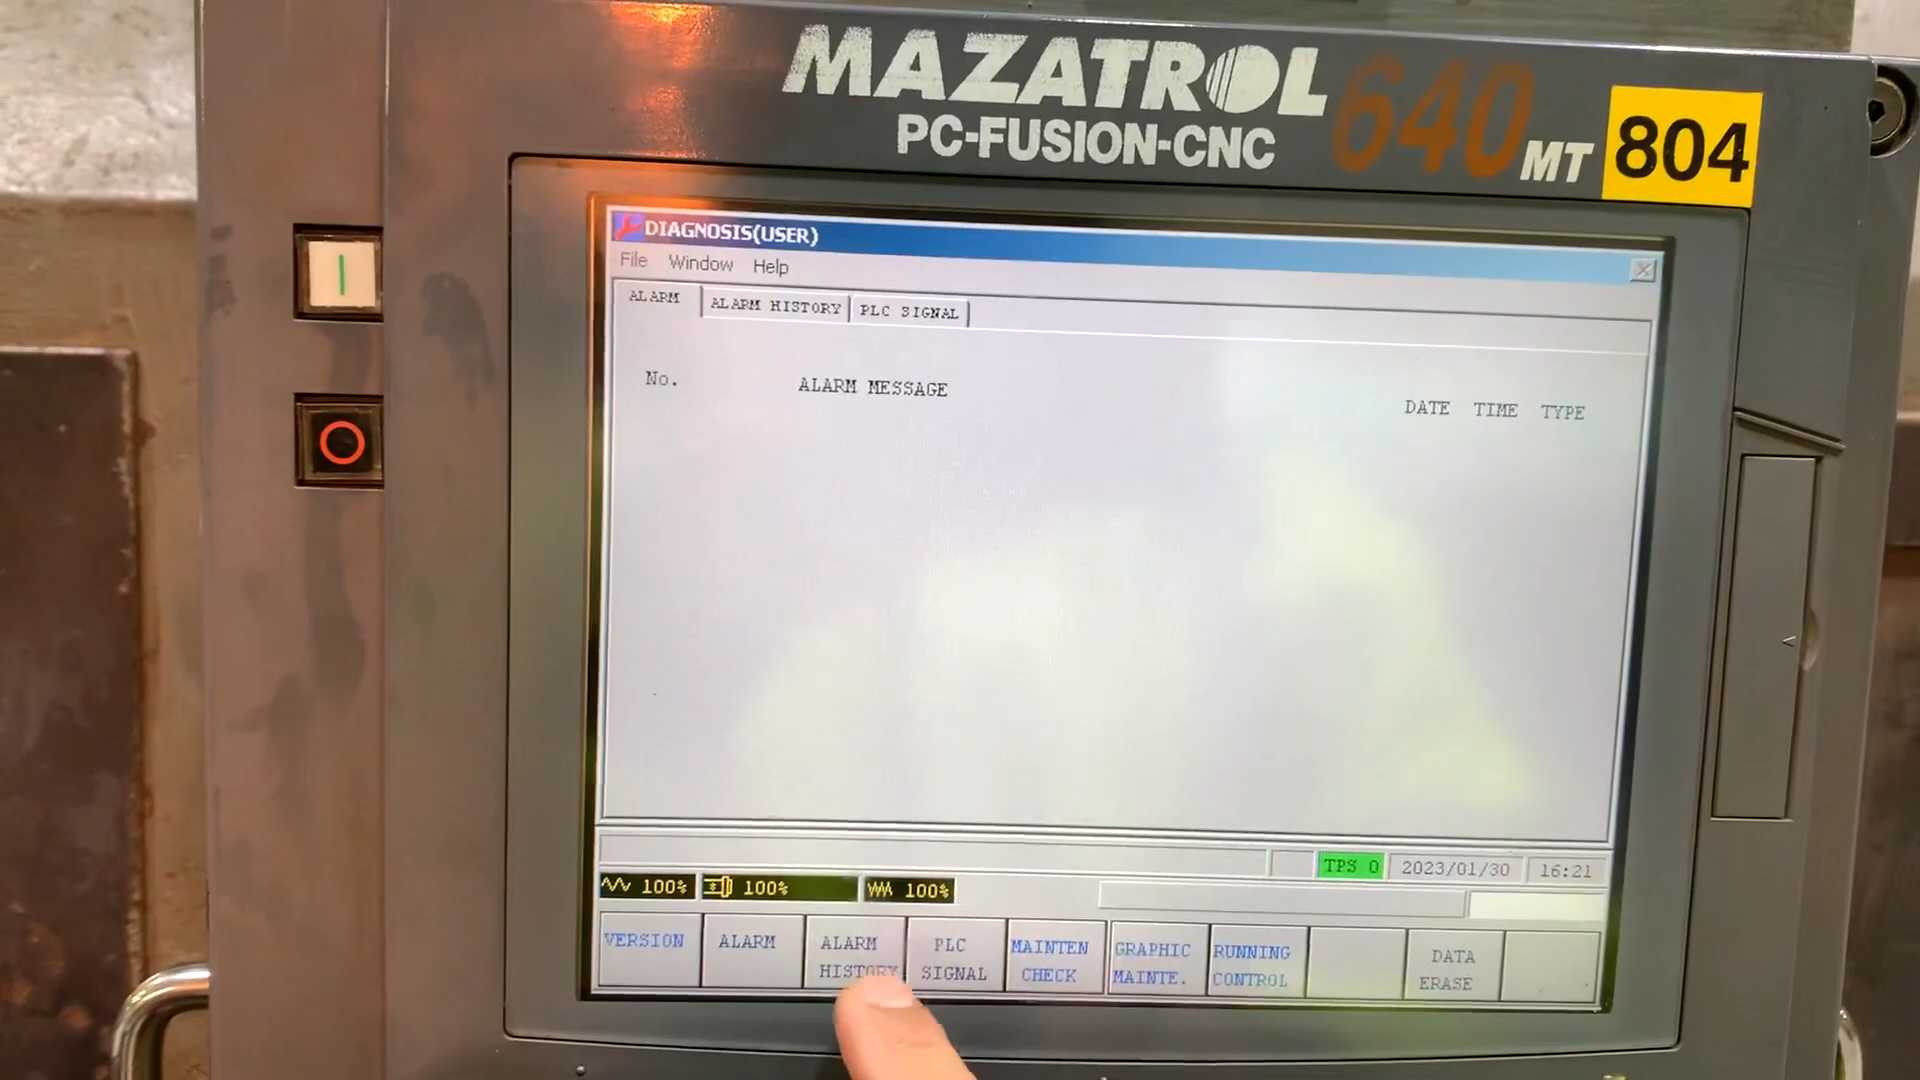 MAZATROL 640 MT
PC-FUSION-CNC
804
DIAGNOSIS(USER)
File Window Help
ALARM ALARM HISTORY PLC SIGNAL
No. ALARM MESSAGE DATE TIME TYPE
TPS 0 2023/01/30 16:21
100% 100% 100%
VERSION ALARM ALARM HISTORY PLC SIGNAL MAINTEN CHECK GRAPHIC MAINTE. RUNNING CONTROL DATA ERASE